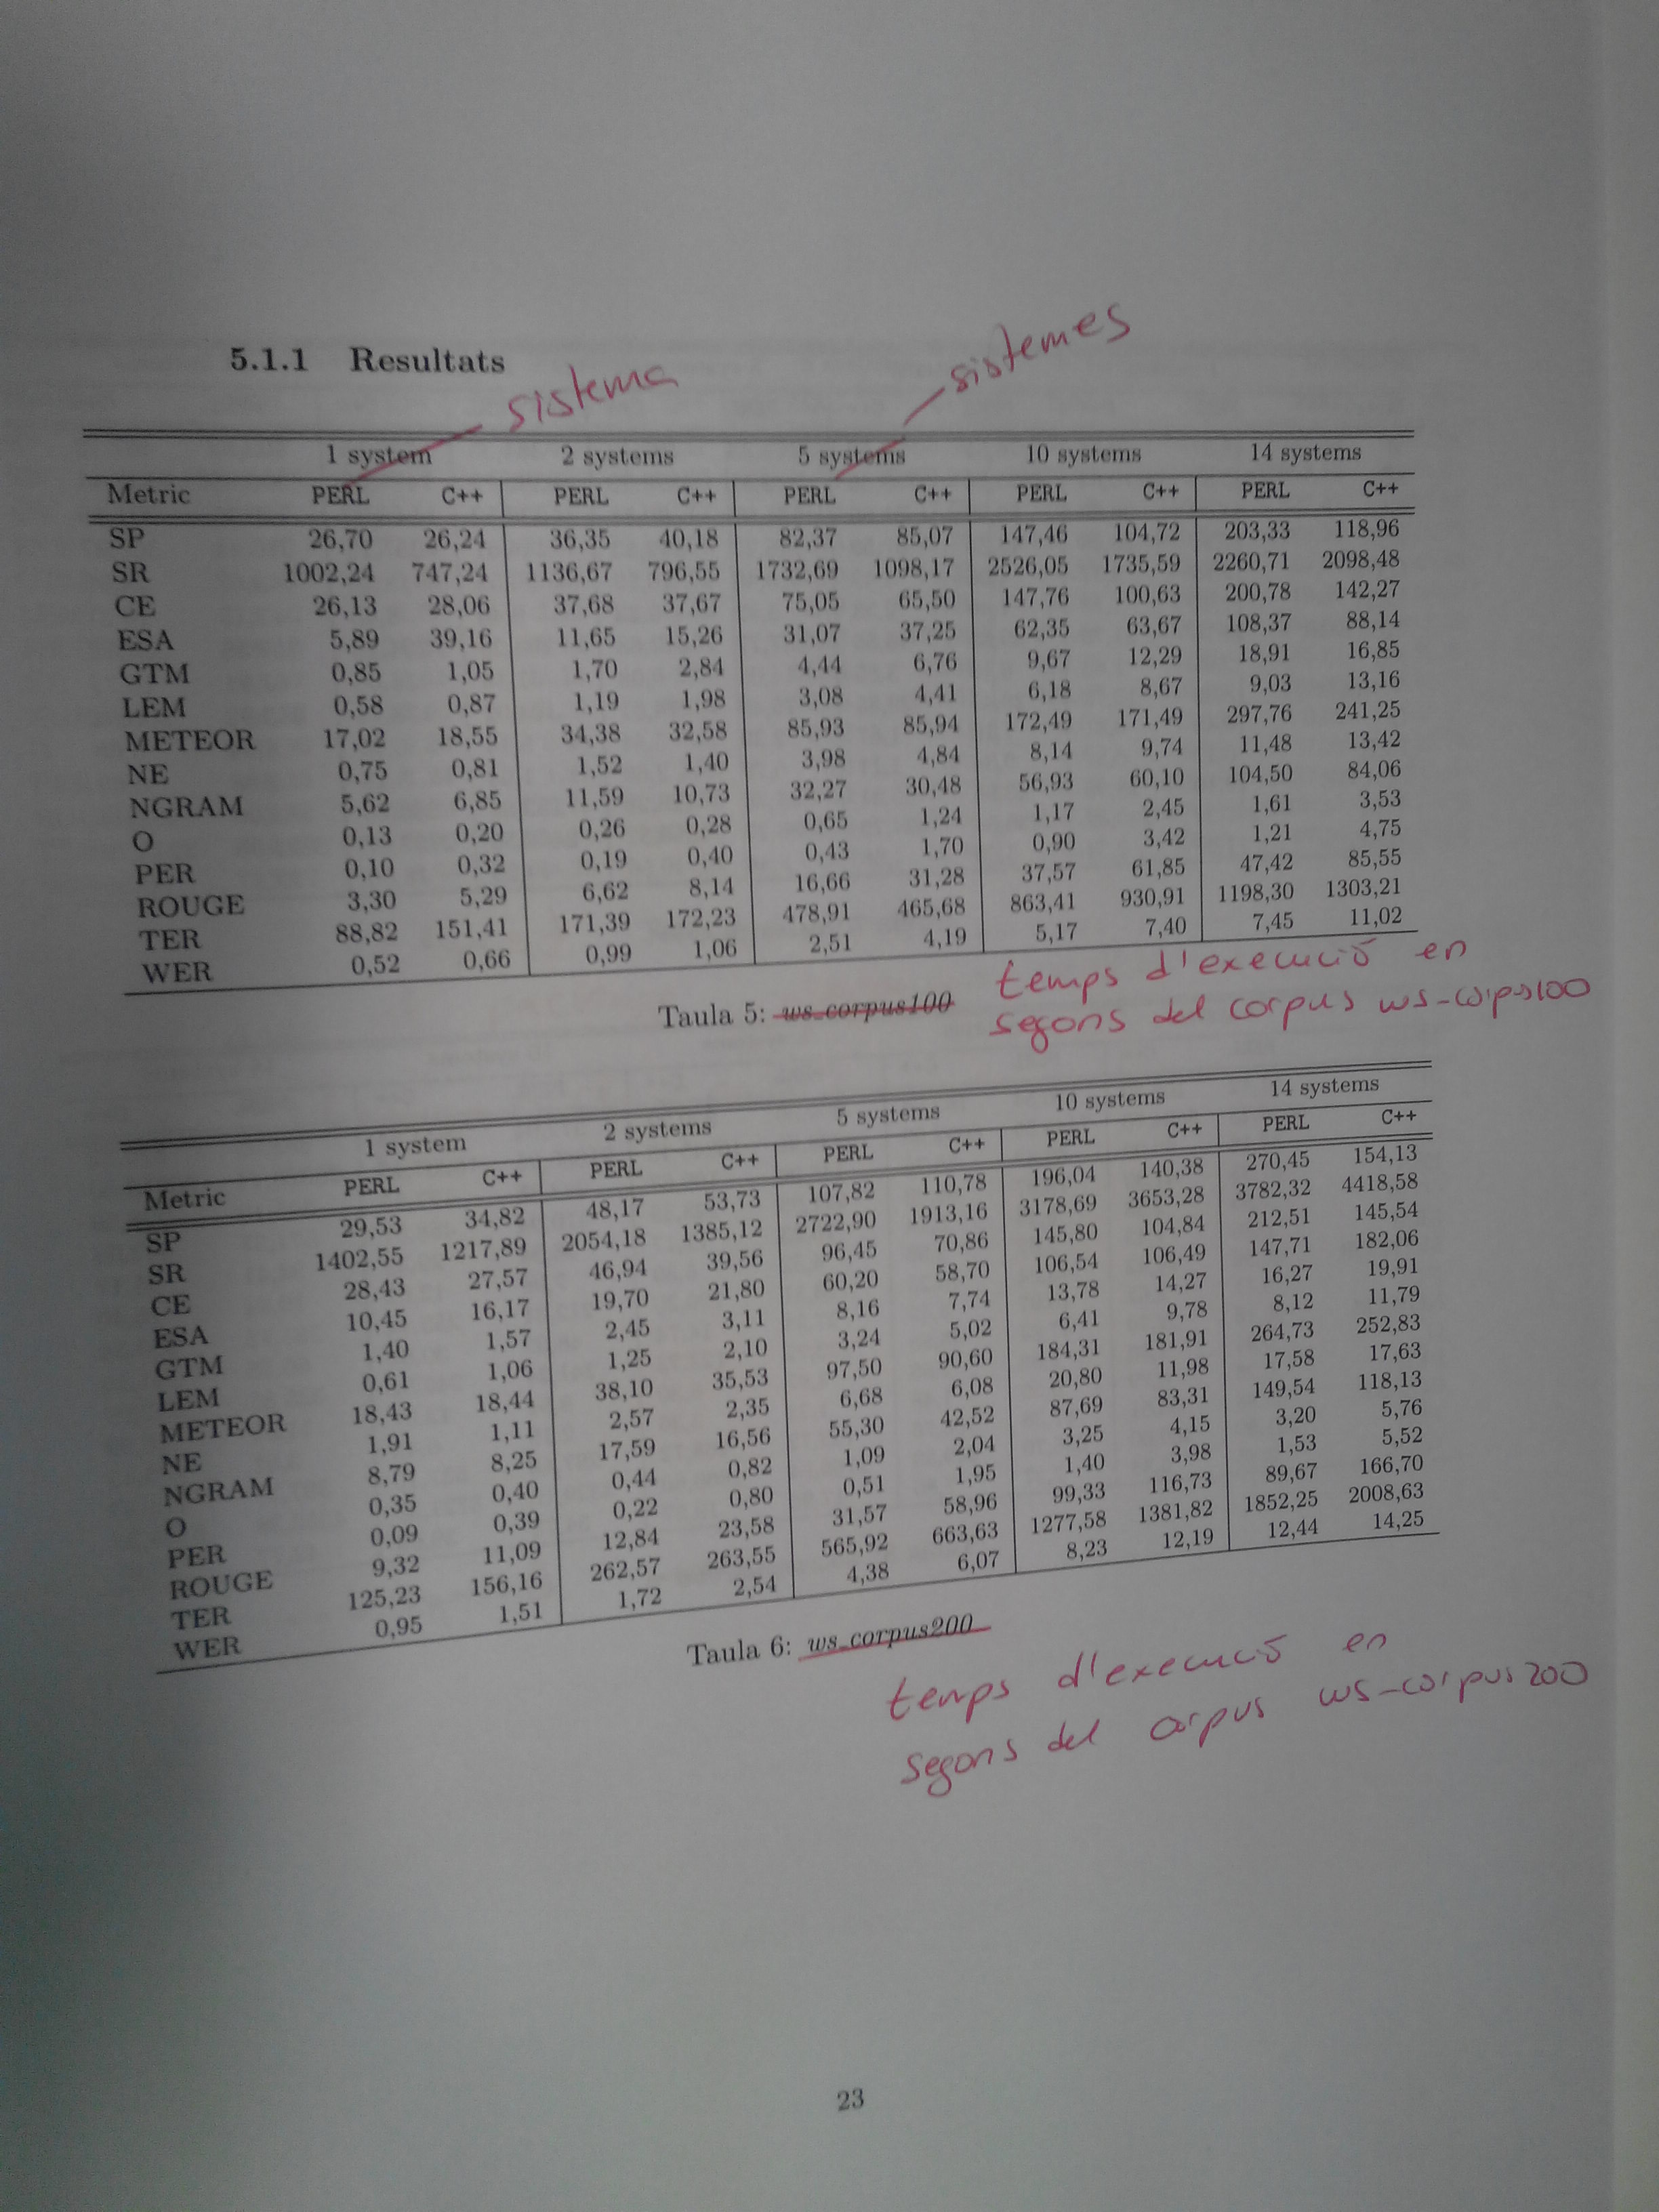 5.1.1 Resultats
sistema
sistemes
1 system 2 systems 5 systems 10 systems 14 systems
Metric PERL C++ PERL C++ PERL C++ PERL C++ PERL C++
SP 26,70 26,24 36,35 40,18 82,37 85,07 147,46 104,72 203,33 118,96
SR 1002,24 747,24 1136,67 796,55 1732,69 1098,17 2526,05 1735,59 2260,71 2098,48
CE 26,13 28,06 37,68 37,67 75,05 65,50 147,76 100,63 200,78 142,27
ESA 5,89 39,16 11,65 15,26 31,07 37,25 62,35 63,67 108,37 88,14
GTM 0,85 1,05 1,70 2,84 4,44 6,76 9,67 12,29 18,91 16,85
LEM 0,58 0,87 1,19 1,98 3,08 4,41 6,18 8,67 9,03 13,16
METEOR 17,02 18,55 34,38 32,58 85,93 85,94 172,49 171,49 297,76 241,25
NE 0,75 0,81 1,52 1,40 3,98 4,84 8,14 9,74 11,48 13,42
NGRAM 5,62 6,85 11,59 10,73 32,27 30,48 56,93 60,10 104,50 84,06
O 0,13 0,20 0,26 0,28 0,65 1,24 1,17 2,45 1,61 3,53
PER 0,10 0,32 0,19 0,40 0,43 1,70 0,90 3,42 1,21 4,75
ROUGE 3,30 5,29 6,62 8,14 16,66 31,28 37,57 61,85 47,42 85,55
TER 88,82 151,41 171,39 172,23 478,91 465,68 863,41 930,91 1198,30 1303,21
WER 0,52 0,66 0,99 1,06 2,51 4,19 5,17 7,40 7,45 11,02
Taula 5: ws_corpus100
temps d'execució en
segons del corpus ws-corpus100
1 system 2 systems 5 systems 10 systems 14 systems
Metric PERL C++ PERL C++ PERL C++ PERL C++ PERL C++
SP 29,53 34,82 48,17 53,73 107,82 110,78 196,04 140,38 270,45 154,13
SR 1402,55 1217,89 2054,18 1385,12 2722,90 1913,16 3178,69 3653,28 3782,32 4418,58
CE 28,43 27,57 46,94 39,56 96,45 70,86 145,80 104,84 212,51 145,54
ESA 10,45 16,17 19,70 21,80 60,20 58,70 106,54 106,49 147,71 182,06
GTM 1,40 1,57 2,45 3,11 8,16 7,74 13,78 14,27 16,27 19,91
LEM 0,61 1,06 1,25 2,10 3,24 5,02 6,41 9,78 8,12 11,79
METEOR 18,43 18,44 38,10 35,53 97,50 90,60 184,31 181,91 264,73 252,83
NE 1,91 1,11 2,57 2,35 6,68 6,08 20,80 11,98 17,58 17,63
NGRAM 8,79 8,25 17,59 16,56 55,30 42,52 87,69 83,31 149,54 118,13
O 0,35 0,40 0,44 0,82 1,09 2,04 3,25 4,15 3,20 5,76
PER 0,09 0,39 0,22 0,80 0,51 1,95 1,40 3,98 1,53 5,52
ROUGE 9,32 11,09 12,84 23,58 31,57 58,96 99,33 116,73 89,67 166,70
TER 125,23 156,16 262,57 263,55 565,92 663,63 1277,58 1381,82 1852,25 2008,63
WER 0,95 1,51 1,72 2,54 4,38 6,07 8,23 12,19 12,44 14,25
Taula 6: ws_corpus200
temps d'execució en
segons del corpus ws-corpus200
23